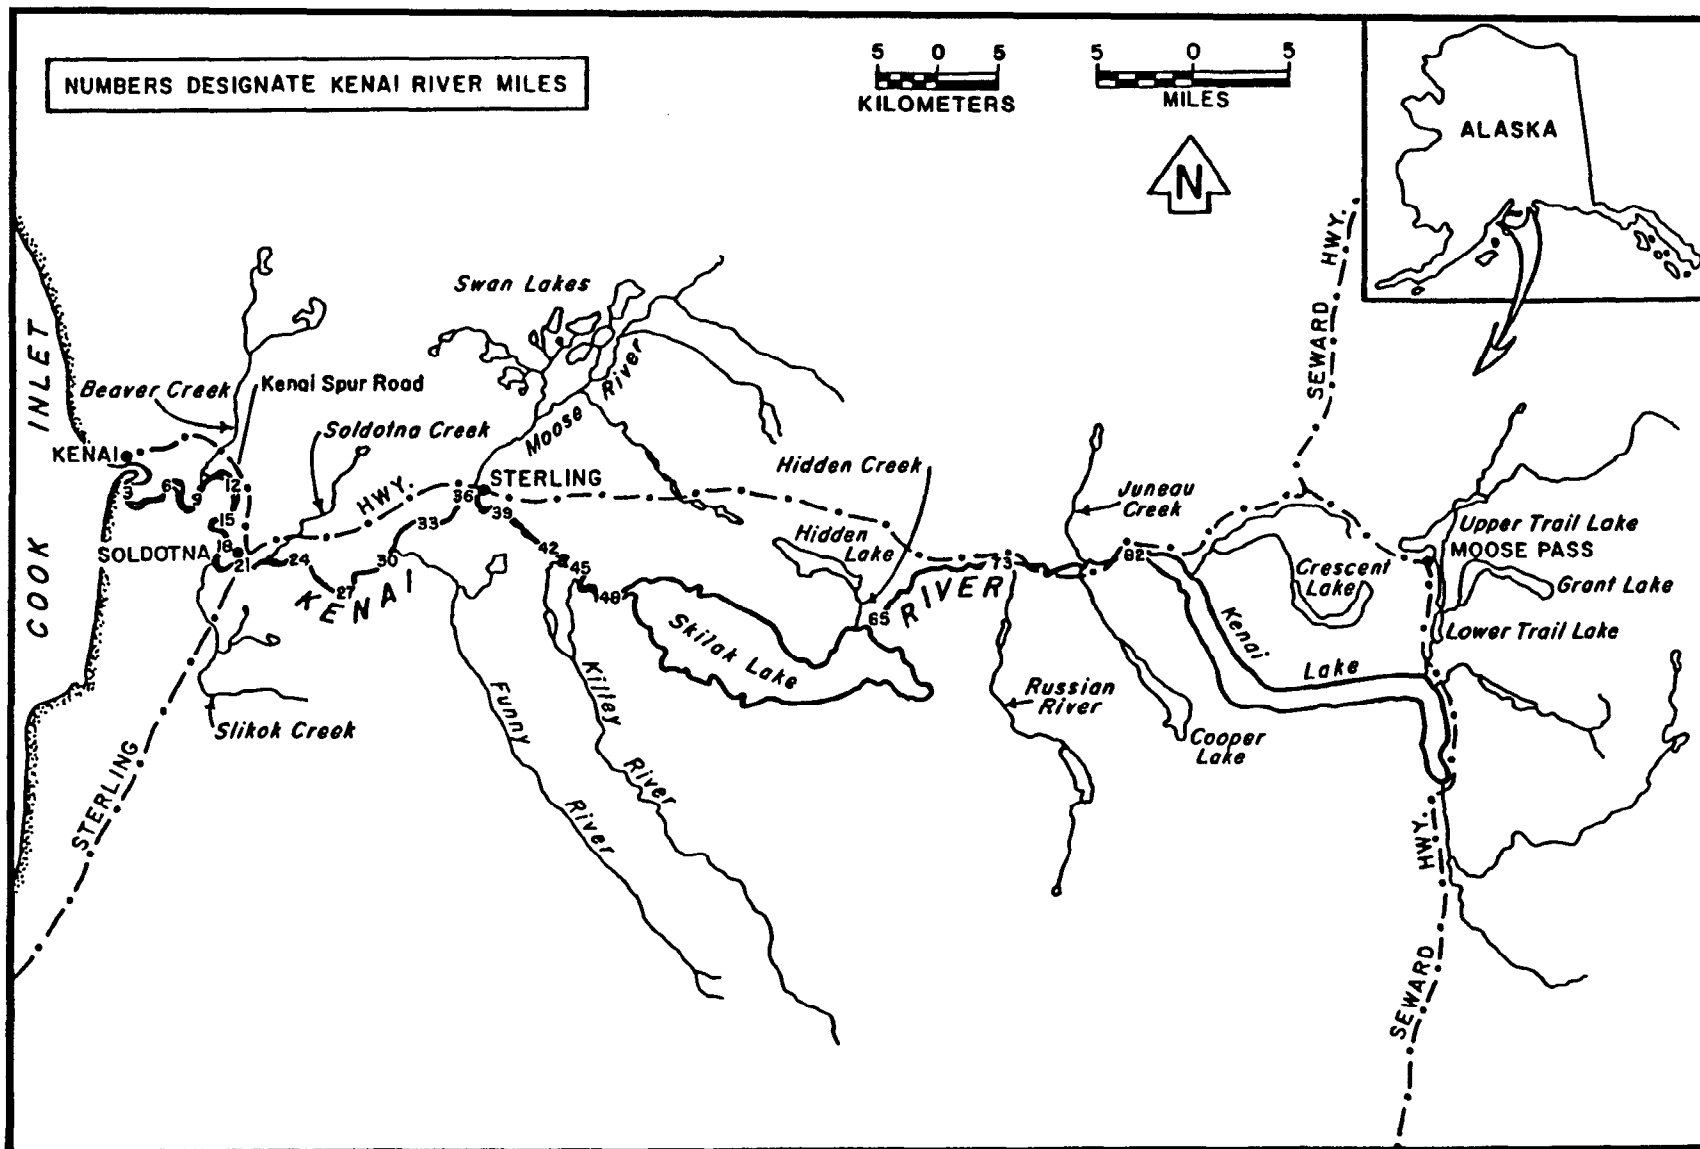 NUMBERS DESIGNATE KENAI RIVER MILES
5 0 5
KILOMETERS
5 0 5
MILES
N
ALASKA
COOK INLET
Swan Lakes
Moose River
Beaver Creek
Kenai Spur Road
Soldotna Creek
KENAI
STERLING
HWY.
SOLDOTNA
Slikok Creek
STERLING
3
6
9
12
15
18
21
24
27
30
33
36
39
42
45
48
65
73
82
KENAI RIVER
Funny River
Killey River
Skilak Lake
Hidden Creek
Hidden
Lake
Russian
River
Juneau
Creek
Cooper
Lake
Kenai Lake
Crescent
Lake
SEWARD HWY.
Upper Trail Lake
MOOSE PASS
Grant Lake
Lower Trail Lake
SEWARD HWY.